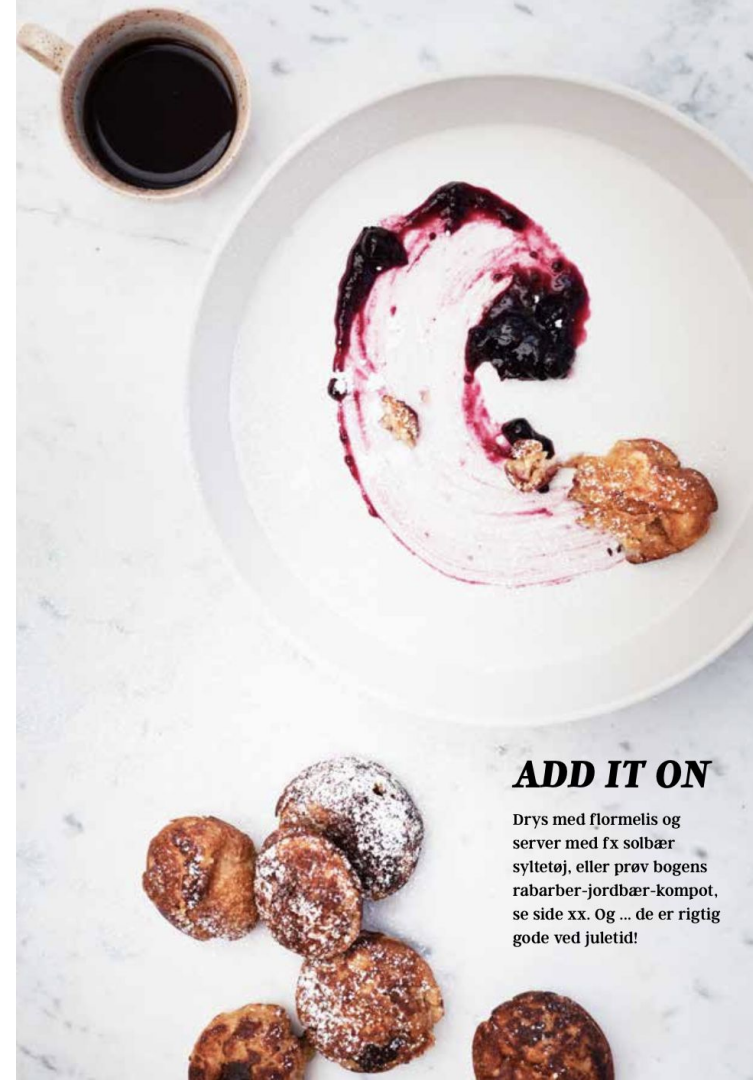 ADD IT ON
Drys med flormelis og
server med fx solbær
syltetøj, eller prøv bogens
rabarber-jordbær-kompot,
se side xx. Og ... de er rigtig
gode ved juletid!